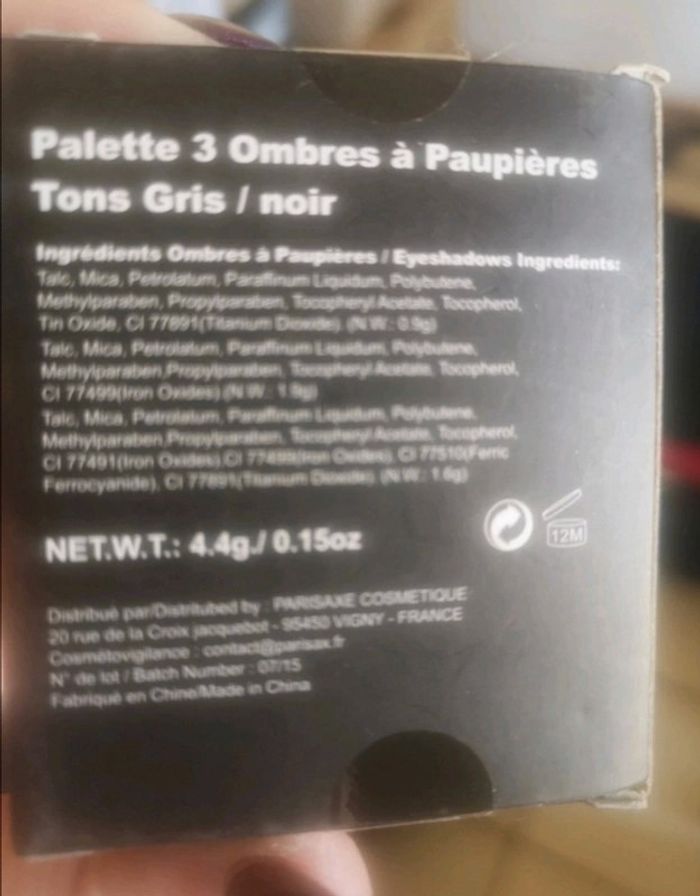 Palette 3 Ombres à Paupières
Tons Gris / noir
Ingrédients Ombres à Paupières / Eyeshadows Ingredients:
Talc, Mica, Petrolatum, Paraffinum Liquidum, Polybutene,
Methylparaben, Propylparaben, Tocopheryl Acetate, Tocopherol,
Tin Oxide, CI 77891(Titanium Dioxide) (N.W.: 0.9g)
Talc, Mica, Petrolatum, Paraffinum Liquidum, Polybutene,
Methylparaben,Propylparaben, Tocopheryl Acetate, Tocopherol,
CI 77499(Iron Oxides) (N.W.: 1.9g)
Talc, Mica, Petrolatum, Paraffinum Liquidum, Polybutene,
Methylparaben,Propylparaben, Tocopheryl Acetate, Tocopherol,
CI 77491(Iron Oxides),CI 77499(Iron Oxides), CI 77510(Ferric
Ferrocyanide), CI 77891(Titanium Dioxide) (N.W.: 1.6g)
NET.W.T.: 4.4g./ 0.15oz
12M
Distribué par/Distritubed by : PARISAXE COSMETIQUE
20 rue de la Croix jacquebot - 95450 VIGNY - FRANCE
Cosmétovigilance : contact@parisax.fr
N° de lot / Batch Number : 07/15
Fabriqué en Chine/Made in China